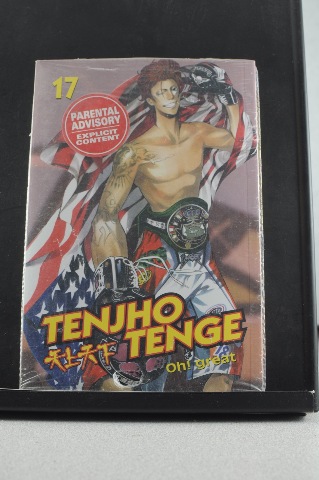 17
PARENTAL
ADVISORY
EXPLICIT
CONTENT
TENJHO
TENGE
天上天下
Oh! great